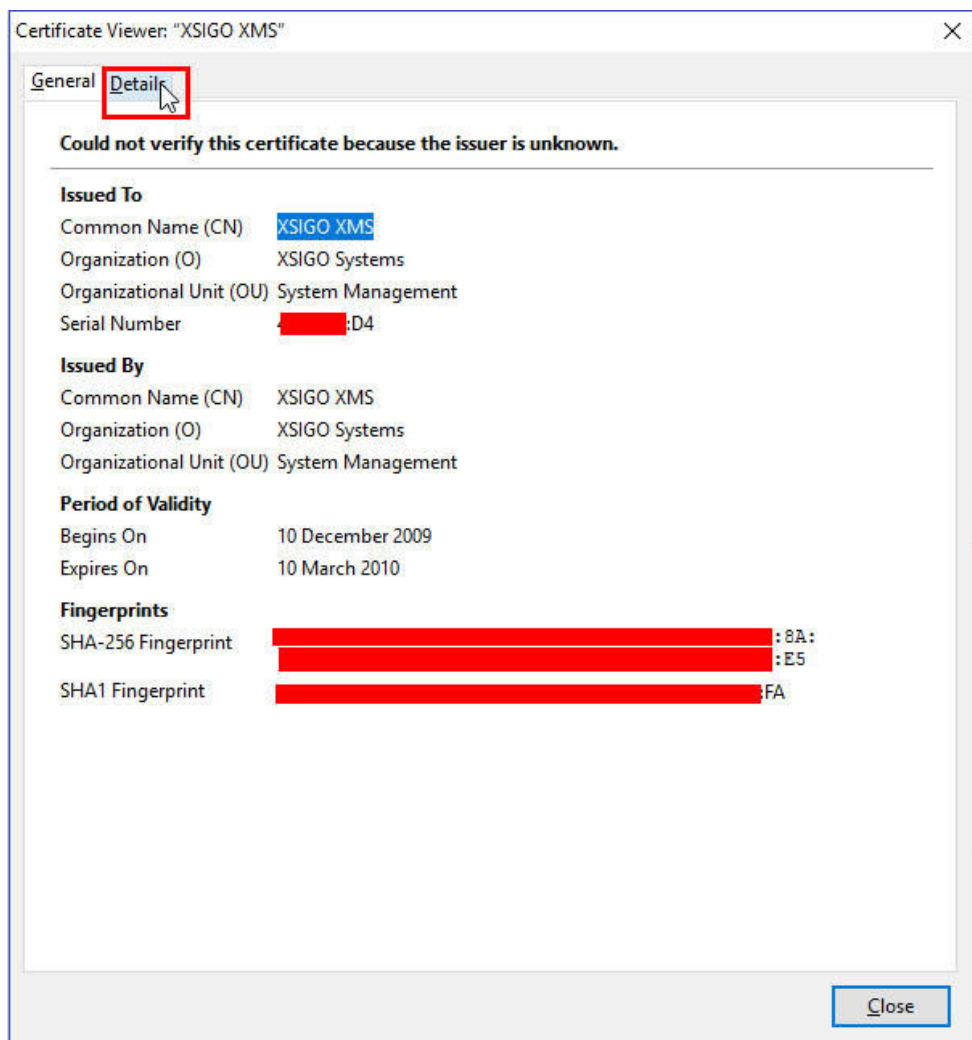 Certificate Viewer: “XSIGO XMS”
General Details
Could not verify this certificate because the issuer is unknown.
Issued To
Common Name (CN) XSIGO XMS
Organization (O) XSIGO Systems
Organizational Unit (OU) System Management
Serial Number :D4
Issued By
Common Name (CN) XSIGO XMS
Organization (O) XSIGO Systems
Organizational Unit (OU) System Management
Period of Validity
Begins On 10 December 2009
Expires On 10 March 2010
Fingerprints
SHA-256 Fingerprint :8A:
:E5
SHA1 Fingerprint :FA
Close